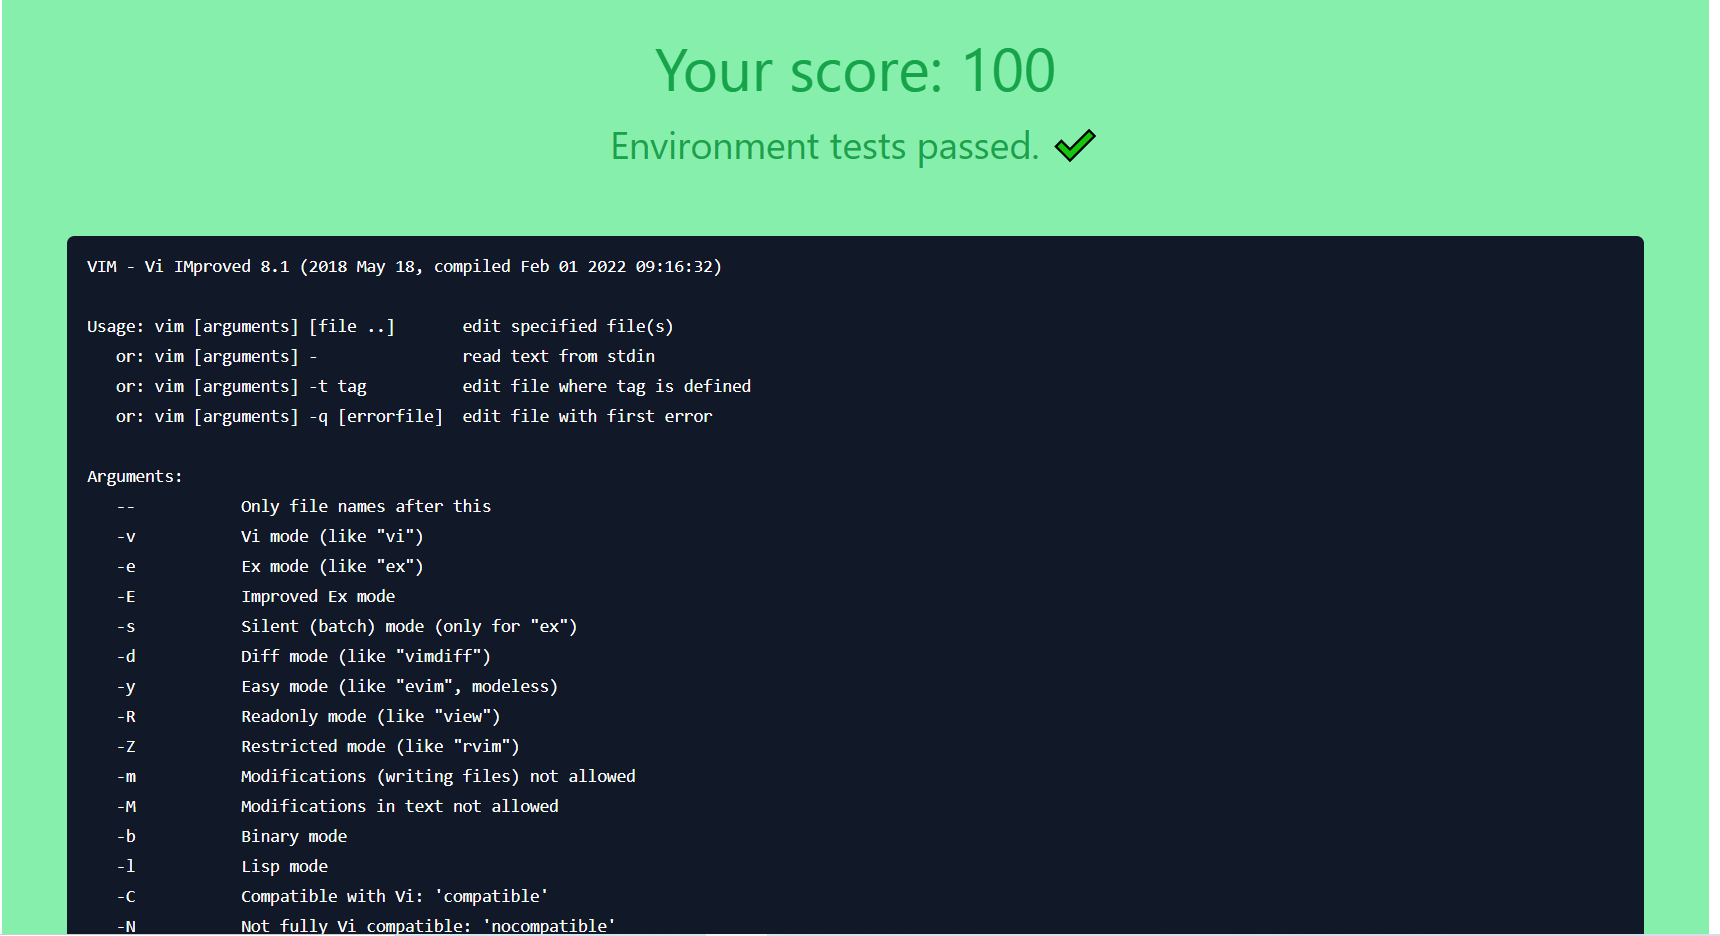 Your score: 100
Environment tests passed.
VIM - Vi IMproved 8.1 (2018 May 18, compiled Feb 01 2022 09:16:32)
Usage: vim [arguments] [file ..]       edit specified file(s)
   or: vim [arguments] -               read text from stdin
   or: vim [arguments] -t tag          edit file where tag is defined
   or: vim [arguments] -q [errorfile]  edit file with first error
Arguments:
   --           Only file names after this
   -v           Vi mode (like "vi")
   -e           Ex mode (like "ex")
   -E           Improved Ex mode
   -s           Silent (batch) mode (only for "ex")
   -d           Diff mode (like "vimdiff")
   -y           Easy mode (like "evim", modeless)
   -R           Readonly mode (like "view")
   -Z           Restricted mode (like "rvim")
   -m           Modifications (writing files) not allowed
   -M           Modifications in text not allowed
   -b           Binary mode
   -l           Lisp mode
   -C           Compatible with Vi: 'compatible'
   -N           Not fully Vi compatible: 'nocompatible'